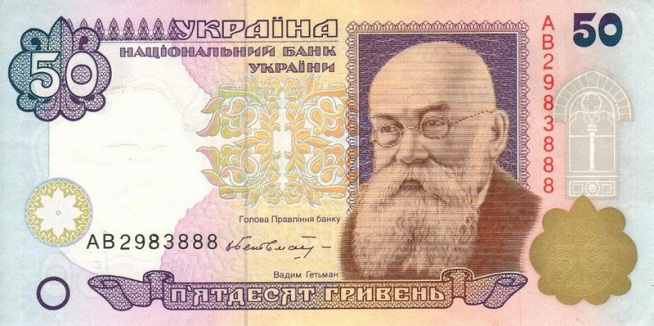 50
УКРАЇНА
НАЦІОНАЛЬНИЙ БАНК
УКРАЇНИ
50
АВ2983888
Голова Правління банку
АВ2983888
Вадим Гетьман
П'ЯТДЕСЯТ ГРИВЕНЬ